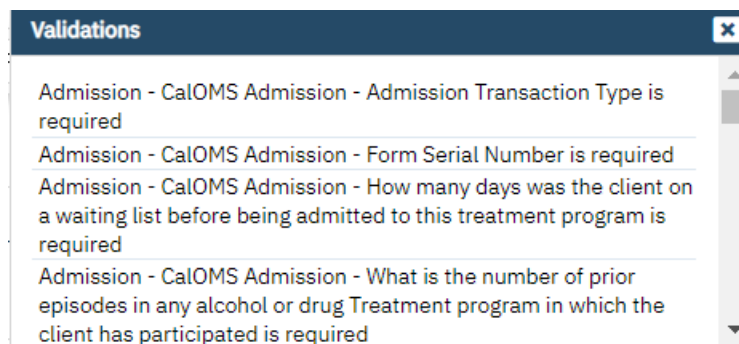 Validations
Admission - CalOMS Admission - Admission Transaction Type is
required
Admission - CalOMS Admission - Form Serial Number is required
Admission - CalOMS Admission - How many days was the client on
a waiting list before being admitted to this treatment program is
required
Admission - CalOMS Admission - What is the number of prior
episodes in any alcohol or drug Treatment program in which the
client has participated is required